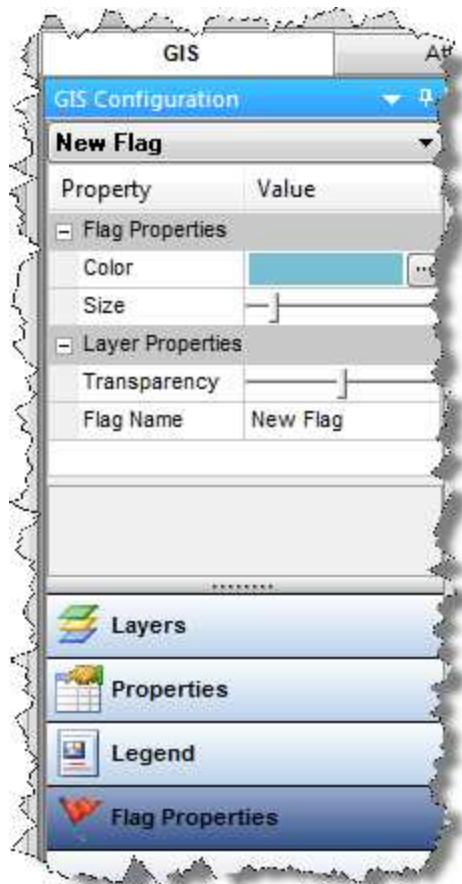 GIS
GIS Configuration
New Flag
Property Value
Flag Properties
Color
Size
Layer Properties
Transparency
Flag Name New Flag
Layers
Properties
Legend
Flag Properties